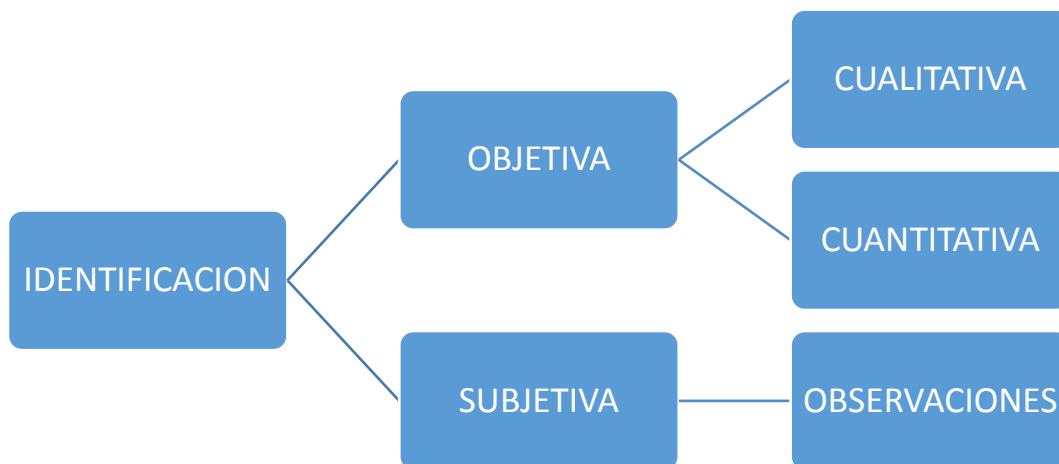 IDENTIFICACION
OBJETIVA
CUALITATIVA
CUANTITATIVA
SUBJETIVA
OBSERVACIONES